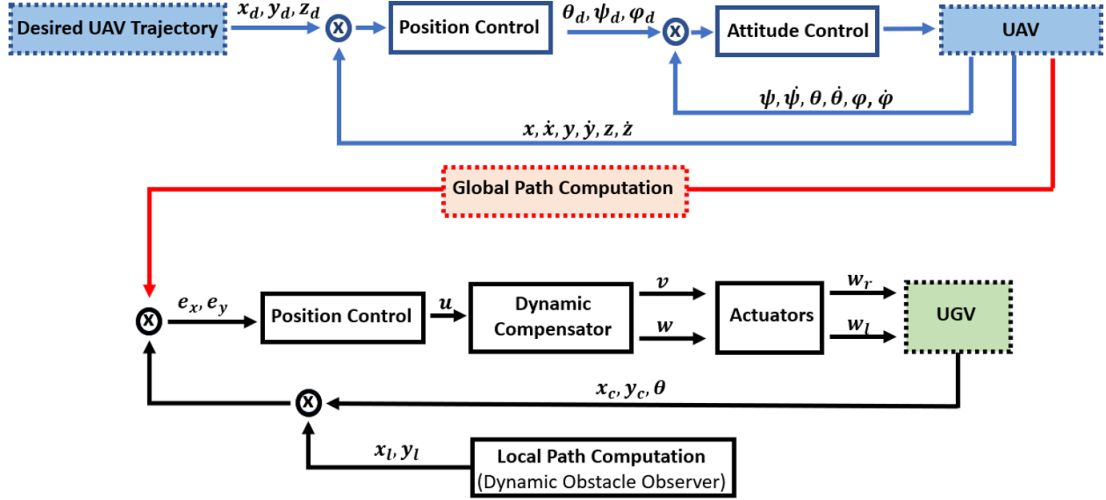 Desired UAV Trajectory
x_d, y_d, z_d
X
Position Control
θ_d, ψ_d, φ_d
X
Attitude Control
UAV
ψ, ψ̇, θ, θ̇, φ, φ̇
x, ẋ, y, ẏ, z, ż
Global Path Computation
X
e_x, e_y
Position Control
u
Dynamic
Compensator
v
w
Actuators
w_r
w_l
UGV
x_c, y_c, θ
X
x_l, y_l
Local Path Computation
(Dynamic Obstacle Observer)